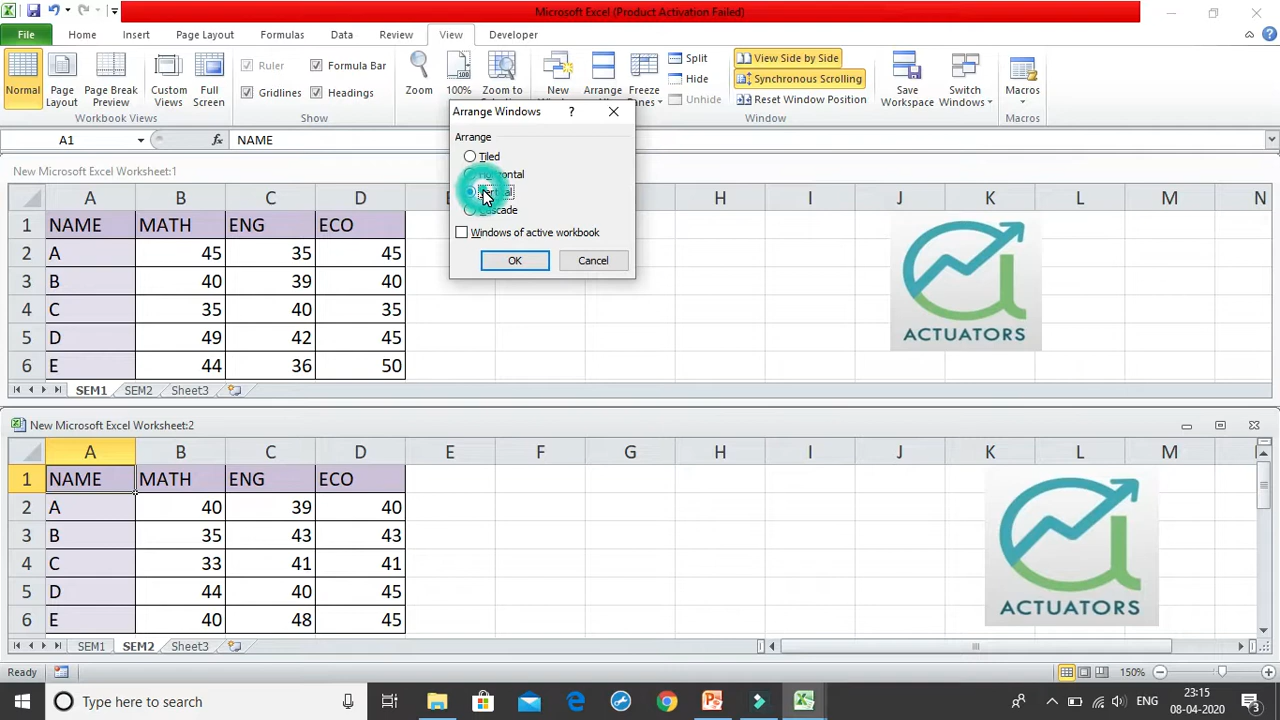 Microsoft Excel (Product Activation Failed)
File Home Insert Page Layout Formulas Data Review View Developer
Normal
Page Layout
Page Break Preview
Custom Views
Full Screen
Workbook Views
Ruler
Formula Bar
Gridlines
Headings
Show
Zoom
100%
New
Arrange
Freeze Panes
Split
Hide
Unhide
View Side by Side
Synchronous Scrolling
Reset Window Position
Window
Save Workspace
Switch Windows
Macros
Macros
A1
fx
NAME
Arrange Windows
?
Arrange
Tiled
Horizontal
Vertical
Cascade
Windows of active workbook
OK Cancel
New Microsoft Excel Worksheet:1
A B C D H I J K L M N
1 NAME MATH ENG ECO
2 A 45 35 45
3 B 40 39 40
4 C 35 40 35
5 D 49 42 45
6 E 44 36 50
ACTUATORS
SEM1 SEM2 Sheet3
New Microsoft Excel Worksheet:2
A B C D E F G H I J K L M
1 NAME MATH ENG ECO
2 A 40 39 40
3 B 35 43 43
4 C 33 41 41
5 D 44 40 45
6 E 40 48 45
ACTUATORS
SEM1 SEM2 Sheet3
Ready
150%
Type here to search
ENG
23:15
08-04-2020
3